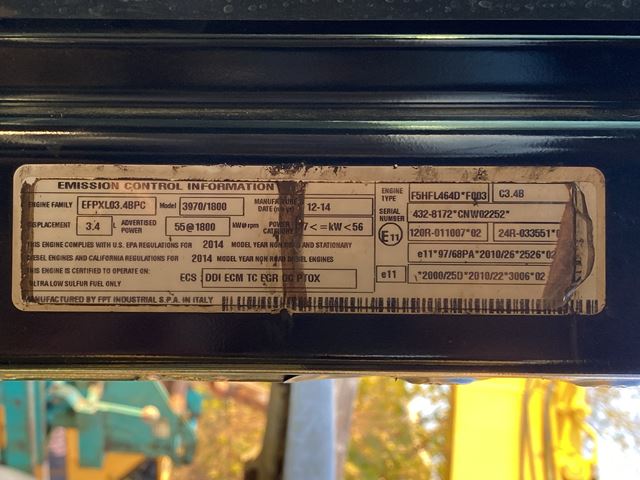 EMISSION CONTROL INFORMATION
ENGINE FAMILY EFPXL03.4BPC Model 3970/1800 MANUFACTURE DATE (m-y) 12-14
DISPLACEMENT 3.4 ADVERTISED POWER 55@1800 kW@rpm POWER CATEGORY 37<=kW<56
THIS ENGINE COMPLIES WITH U.S. EPA REGULATIONS FOR 2014 MODEL YEAR NON ROAD AND STATIONARY
DIESEL ENGINES AND CALIFORNIA REGULATIONS FOR 2014 MODEL YEAR NON ROAD DIESEL ENGINES
THIS ENGINE IS CERTIFIED TO OPERATE ON: ECS DDI ECM TC EGR OC PTOX
ULTRA LOW SULFUR FUEL ONLY
MANUFACTURED BY FPT INDUSTRIAL S.P.A. IN ITALY
ENGINE TYPE F5HFL464D*F003 C3.4B
SERIAL NUMBER 432-8172*CNW02252*
E11 120R-011007*02 24R-033551*0
e11*97/68PA*2010/26*2526*02
e11 *2000/25D*2010/22*3006*02